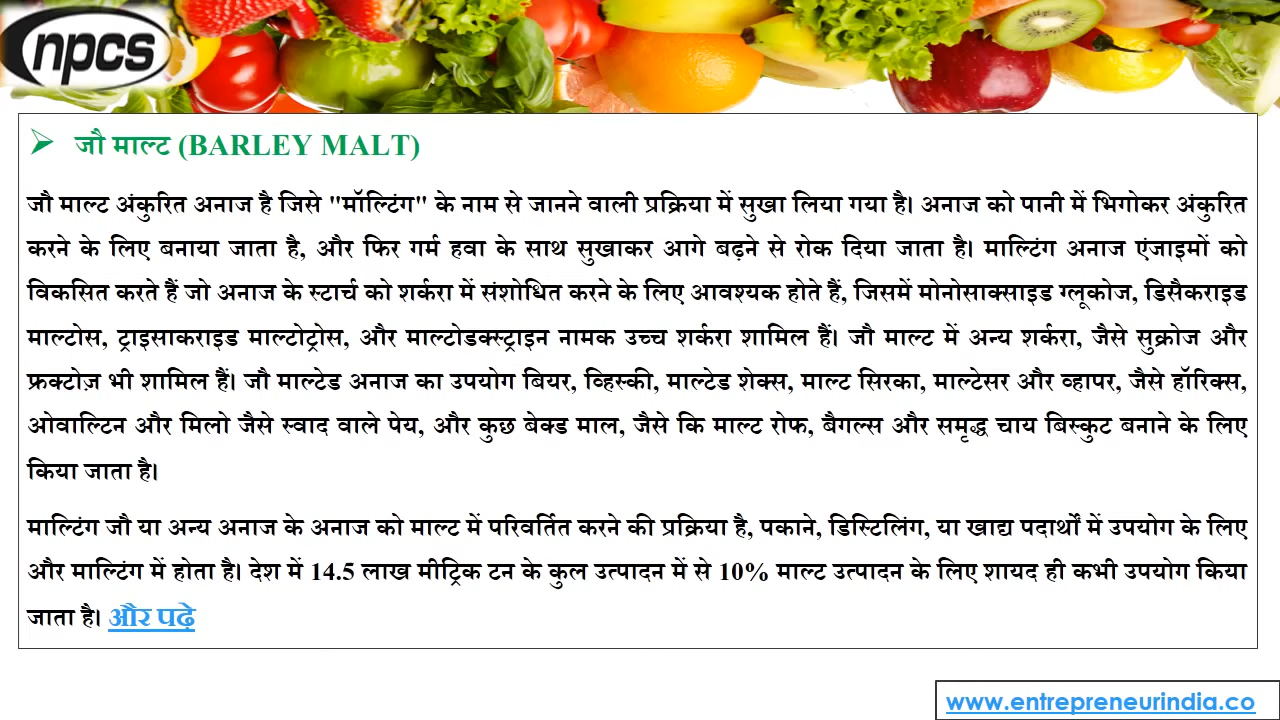 npcs
जौ माल्ट (BARLEY MALT)
जौ माल्ट अंकुरित अनाज है जिसे "मॉल्टिंग" के नाम से जानने वाली प्रक्रिया में सुखा लिया गया है। अनाज को पानी में भिगोकर अंकुरित
करने के लिए बनाया जाता है, और फिर गर्म हवा के साथ सुखाकर आगे बढ़ने से रोक दिया जाता है। माल्टिंग अनाज एंजाइमों को
विकसित करते हैं जो अनाज के स्टार्च को शर्करा में संशोधित करने के लिए आवश्यक होते हैं, जिसमें मोनोसाक्साइड ग्लूकोज, डिसैकराइड
माल्टोस, ट्राइसाकराइड माल्टोट्रोस, और माल्टोडक्स्ट्राइन नामक उच्च शर्करा शामिल हैं। जौ माल्ट में अन्य शर्करा, जैसे सुक्रोज और
फ्रक्टोज़ भी शामिल हैं। जौ माल्टेड अनाज का उपयोग बियर, व्हिस्की, माल्टेड शेक्स, माल्ट सिरका, माल्टेसर और व्हापर, जैसे हॉरिक्स,
ओवाल्टिन और मिलो जैसे स्वाद वाले पेय, और कुछ बेक्ड माल, जैसे कि माल्ट रोफ, बैगल्स और समृद्ध चाय बिस्कुट बनाने के लिए
किया जाता है।
माल्टिंग जौ या अन्य अनाज के अनाज को माल्ट में परिवर्तित करने की प्रक्रिया है, पकाने, डिस्टिलिंग, या खाद्य पदार्थों में उपयोग के लिए
और माल्टिंग में होता है। देश में 14.5 लाख मीट्रिक टन के कुल उत्पादन में से 10% माल्ट उत्पादन के लिए शायद ही कभी उपयोग किया
जाता है। और पढ़े
www.entrepreneurindia.co